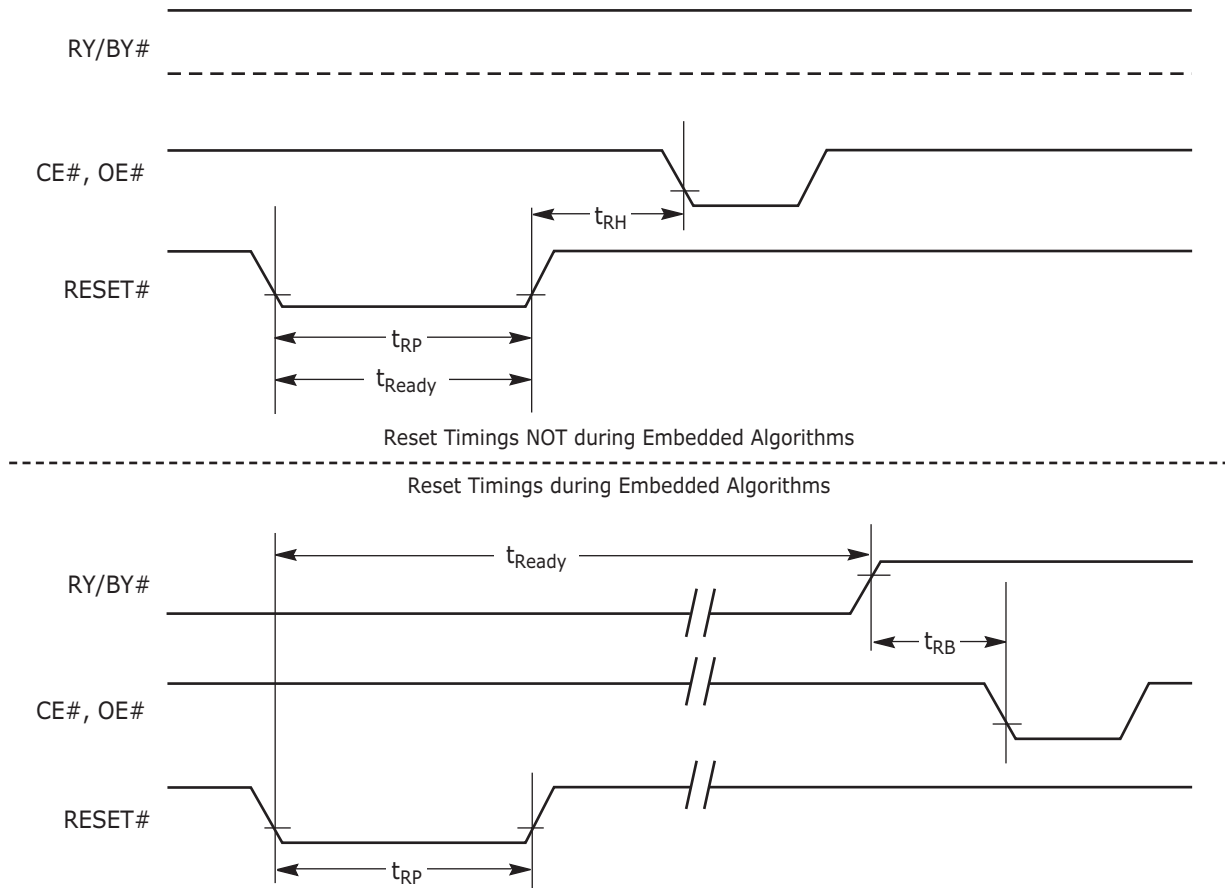 RY/BY#
CE#, OE#
tRH
RESET#
tRP
tReady
Reset Timings NOT during Embedded Algorithms
Reset Timings during Embedded Algorithms
tReady
RY/BY#
tRB
CE#, OE#
RESET#
tRP